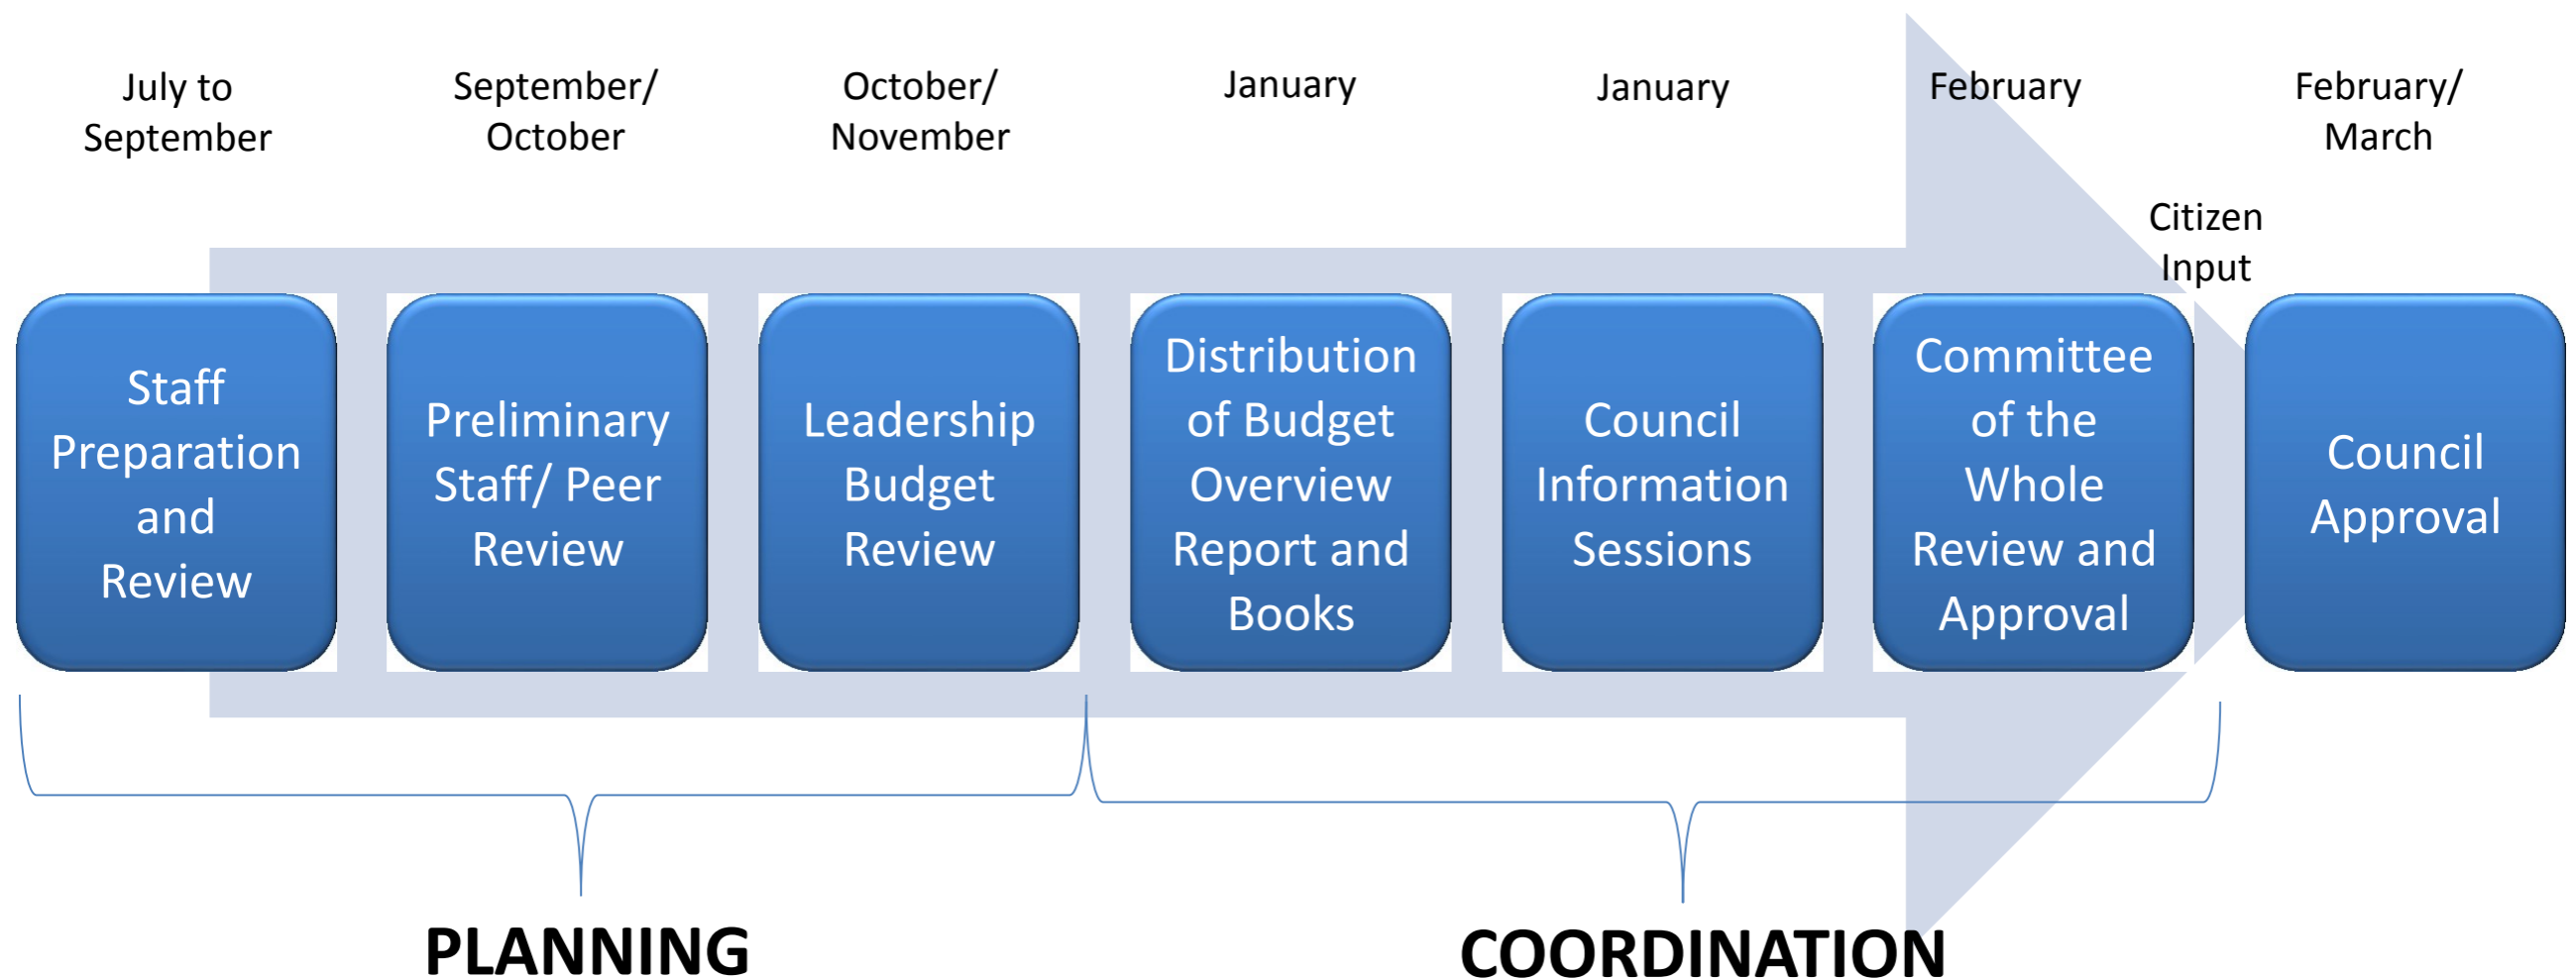 July to
September
September/
October
October/
November
January
January
February
February/
March
Citizen
Input
Staff
Preparation
and
Review
Preliminary
Staff/ Peer
Review
Leadership
Budget
Review
Distribution
of Budget
Overview
Report and
Books
Council
Information
Sessions
Committee
of the
Whole
Review and
Approval
Council
Approval
PLANNING
COORDINATION